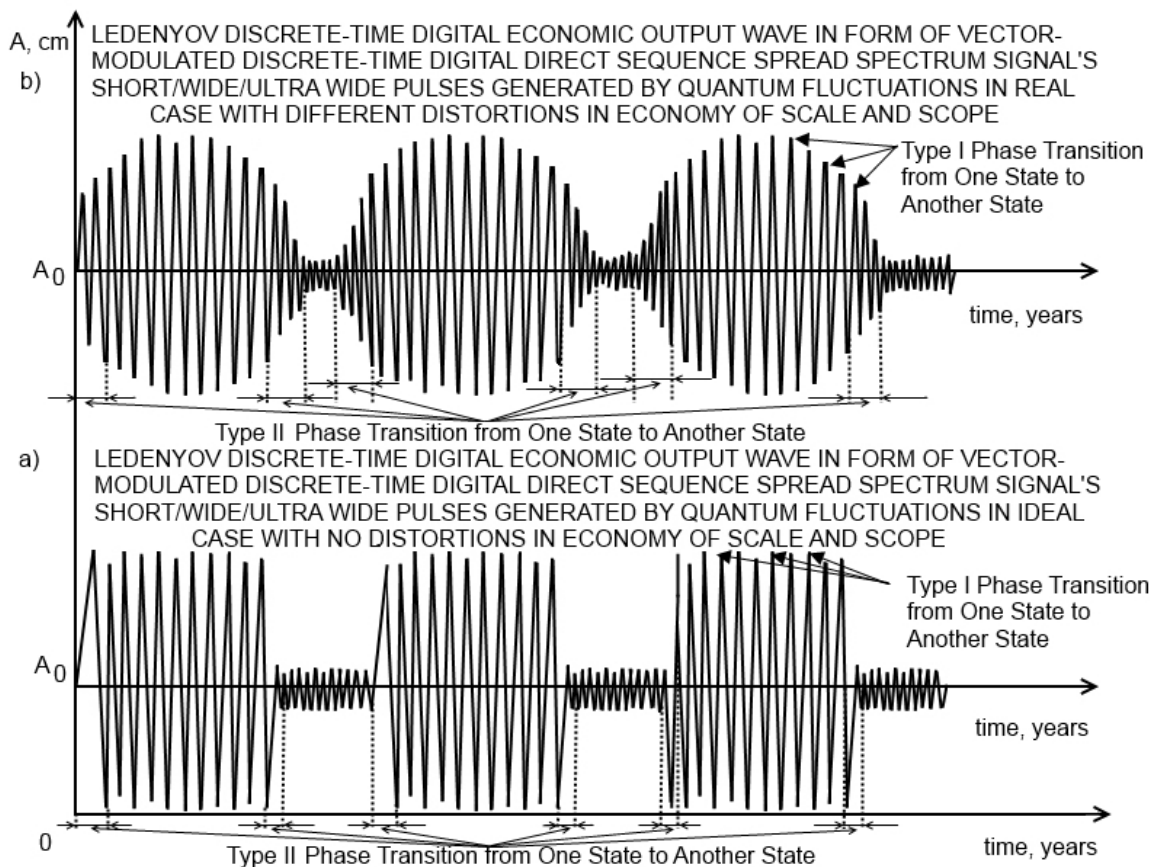 A, cm
b)
LEDENYOV DISCRETE-TIME DIGITAL ECONOMIC OUTPUT WAVE IN FORM OF VECTOR-
MODULATED DISCRETE-TIME DIGITAL DIRECT SEQUENCE SPREAD SPECTRUM SIGNAL'S
SHORT/WIDE/ULTRA WIDE PULSES GENERATED BY QUANTUM FLUCTUATIONS IN REAL
CASE WITH DIFFERENT DISTORTIONS IN ECONOMY OF SCALE AND SCOPE
Type I Phase Transition
from One State to
Another State
A0
time, years
Type II Phase Transition from One State to Another State
a)
LEDENYOV DISCRETE-TIME DIGITAL ECONOMIC OUTPUT WAVE IN FORM OF VECTOR-
MODULATED DISCRETE-TIME DIGITAL DIRECT SEQUENCE SPREAD SPECTRUM SIGNAL'S
SHORT/WIDE/ULTRA WIDE PULSES GENERATED BY QUANTUM FLUCTUATIONS IN IDEAL
CASE WITH NO DISTORTIONS IN ECONOMY OF SCALE AND SCOPE
Type I Phase Transition
from One State to
Another State
A0
time, years
0
time, years
Type II Phase Transition from One State to Another State